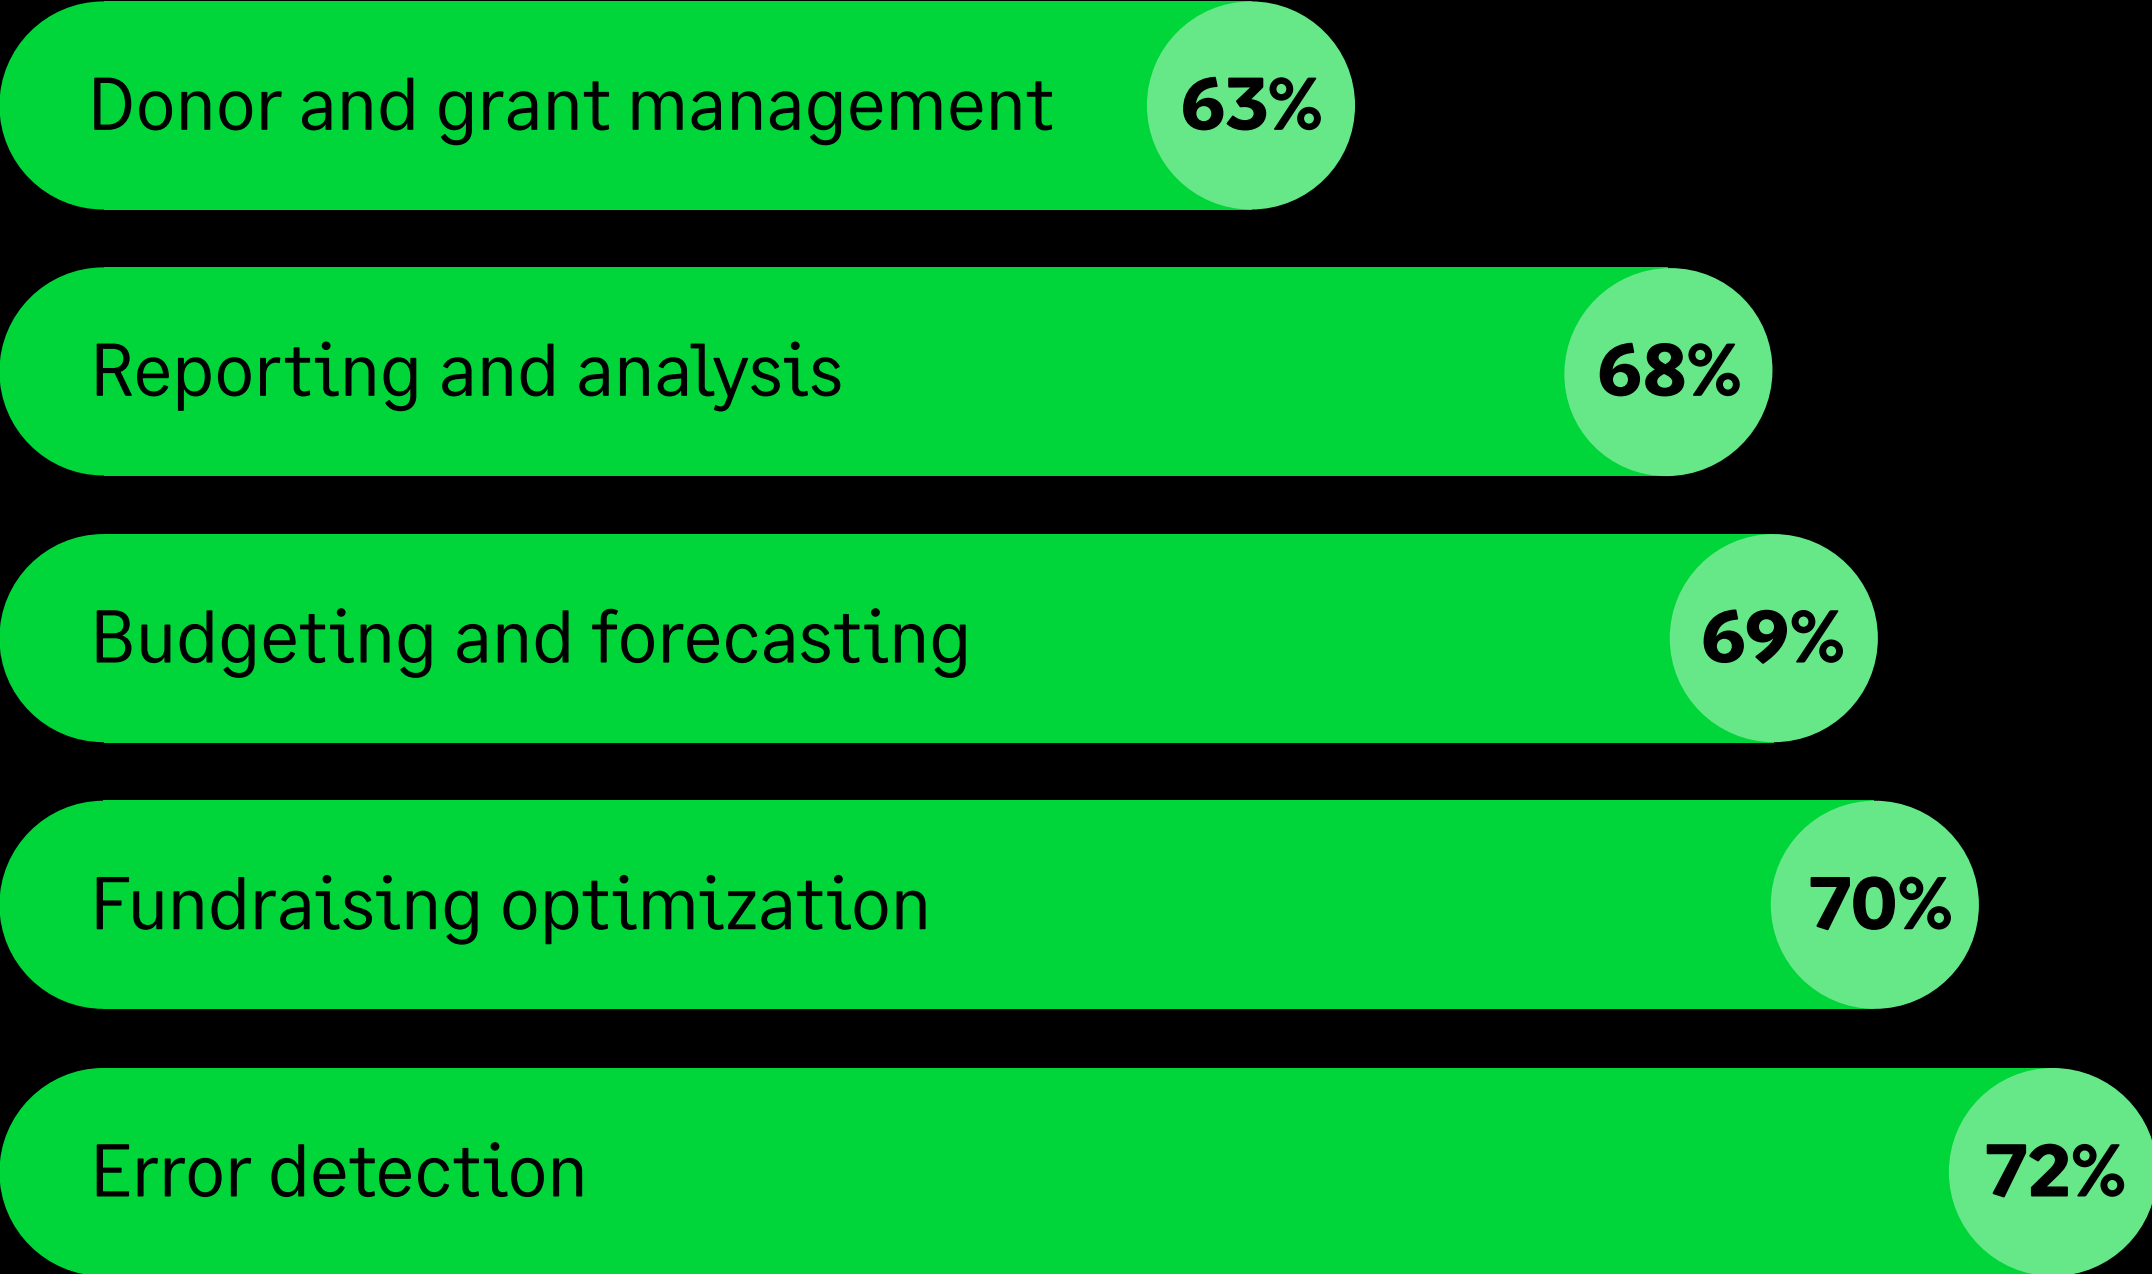 Donor and grant management 63%
Reporting and analysis 68%
Budgeting and forecasting 69%
Fundraising optimization 70%
Error detection 72%